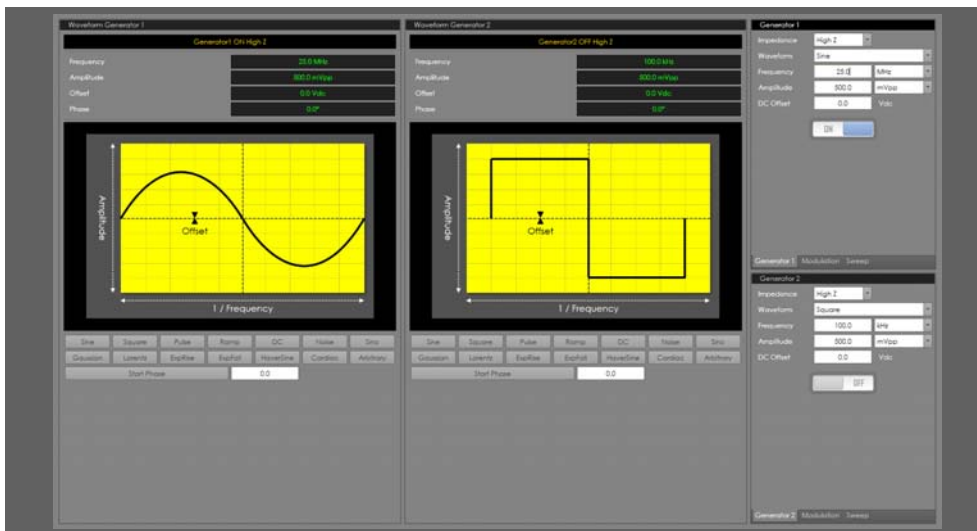 Waveform Generator 1
Generator1 ON High Z
Frequency 25.0 MHz
Amplitude 500.0 mVpp
Offset 0.0 Vdc
Phase 0.0°
Amplitude
Offset
1 / Frequency
Sine Square Pulse Ramp DC Noise Sinc
Gaussian Lorentz ExpRise ExpFall HaverSine Cardiac Arbitrary
Start Phase 0.0
Waveform Generator 2
Generator2 OFF High Z
Frequency 100.0 kHz
Amplitude 500.0 mVpp
Offset 0.0 Vdc
Phase 0.0°
Amplitude
Offset
1 / Frequency
Sine Square Pulse Ramp DC Noise Sinc
Gaussian Lorentz ExpRise ExpFall HaverSine Cardiac Arbitrary
Start Phase 0.0
Generator 1
Impedance High Z
Waveform Sine
Frequency 25.0 MHz
Amplitude 500.0 mVpp
DC Offset 0.0 Vdc
ON
Generator 1 Modulation Sweep
Generator 2
Impedance High Z
Waveform Square
Frequency 100.0 kHz
Amplitude 500.0 mVpp
DC Offset 0.0 Vdc
OFF
Generator 2 Modulation Sweep